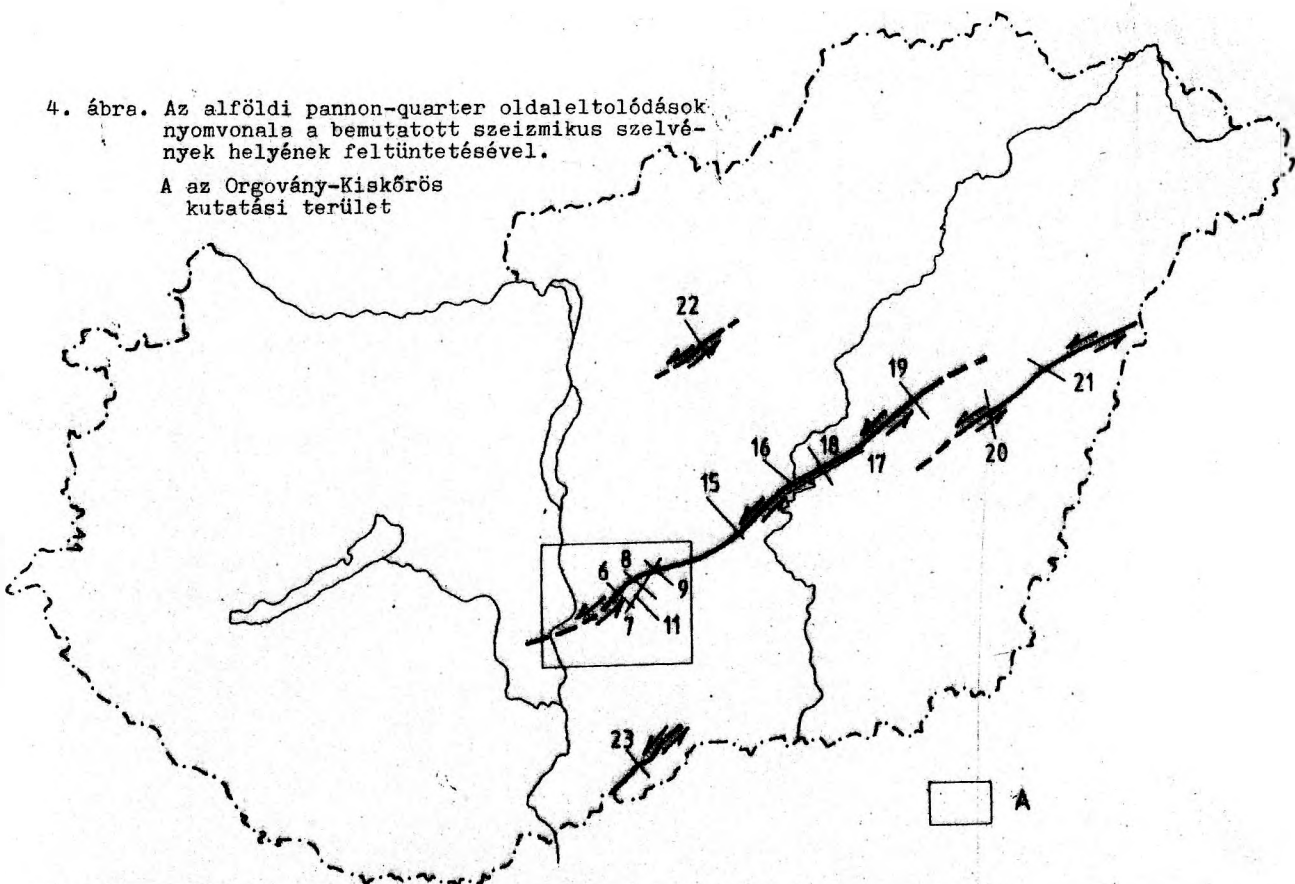 4. ábra. Az alföldi pannon-quarter oldaleltolódások
nyomvonala a bemutatott szeizmikus szelvé-
nyek helyének feltüntetésével.
A az Orgovány-Kiskőrös
kutatási terület
22
19
21
20
16
18
17
15
8
6
9
7
11
23
A